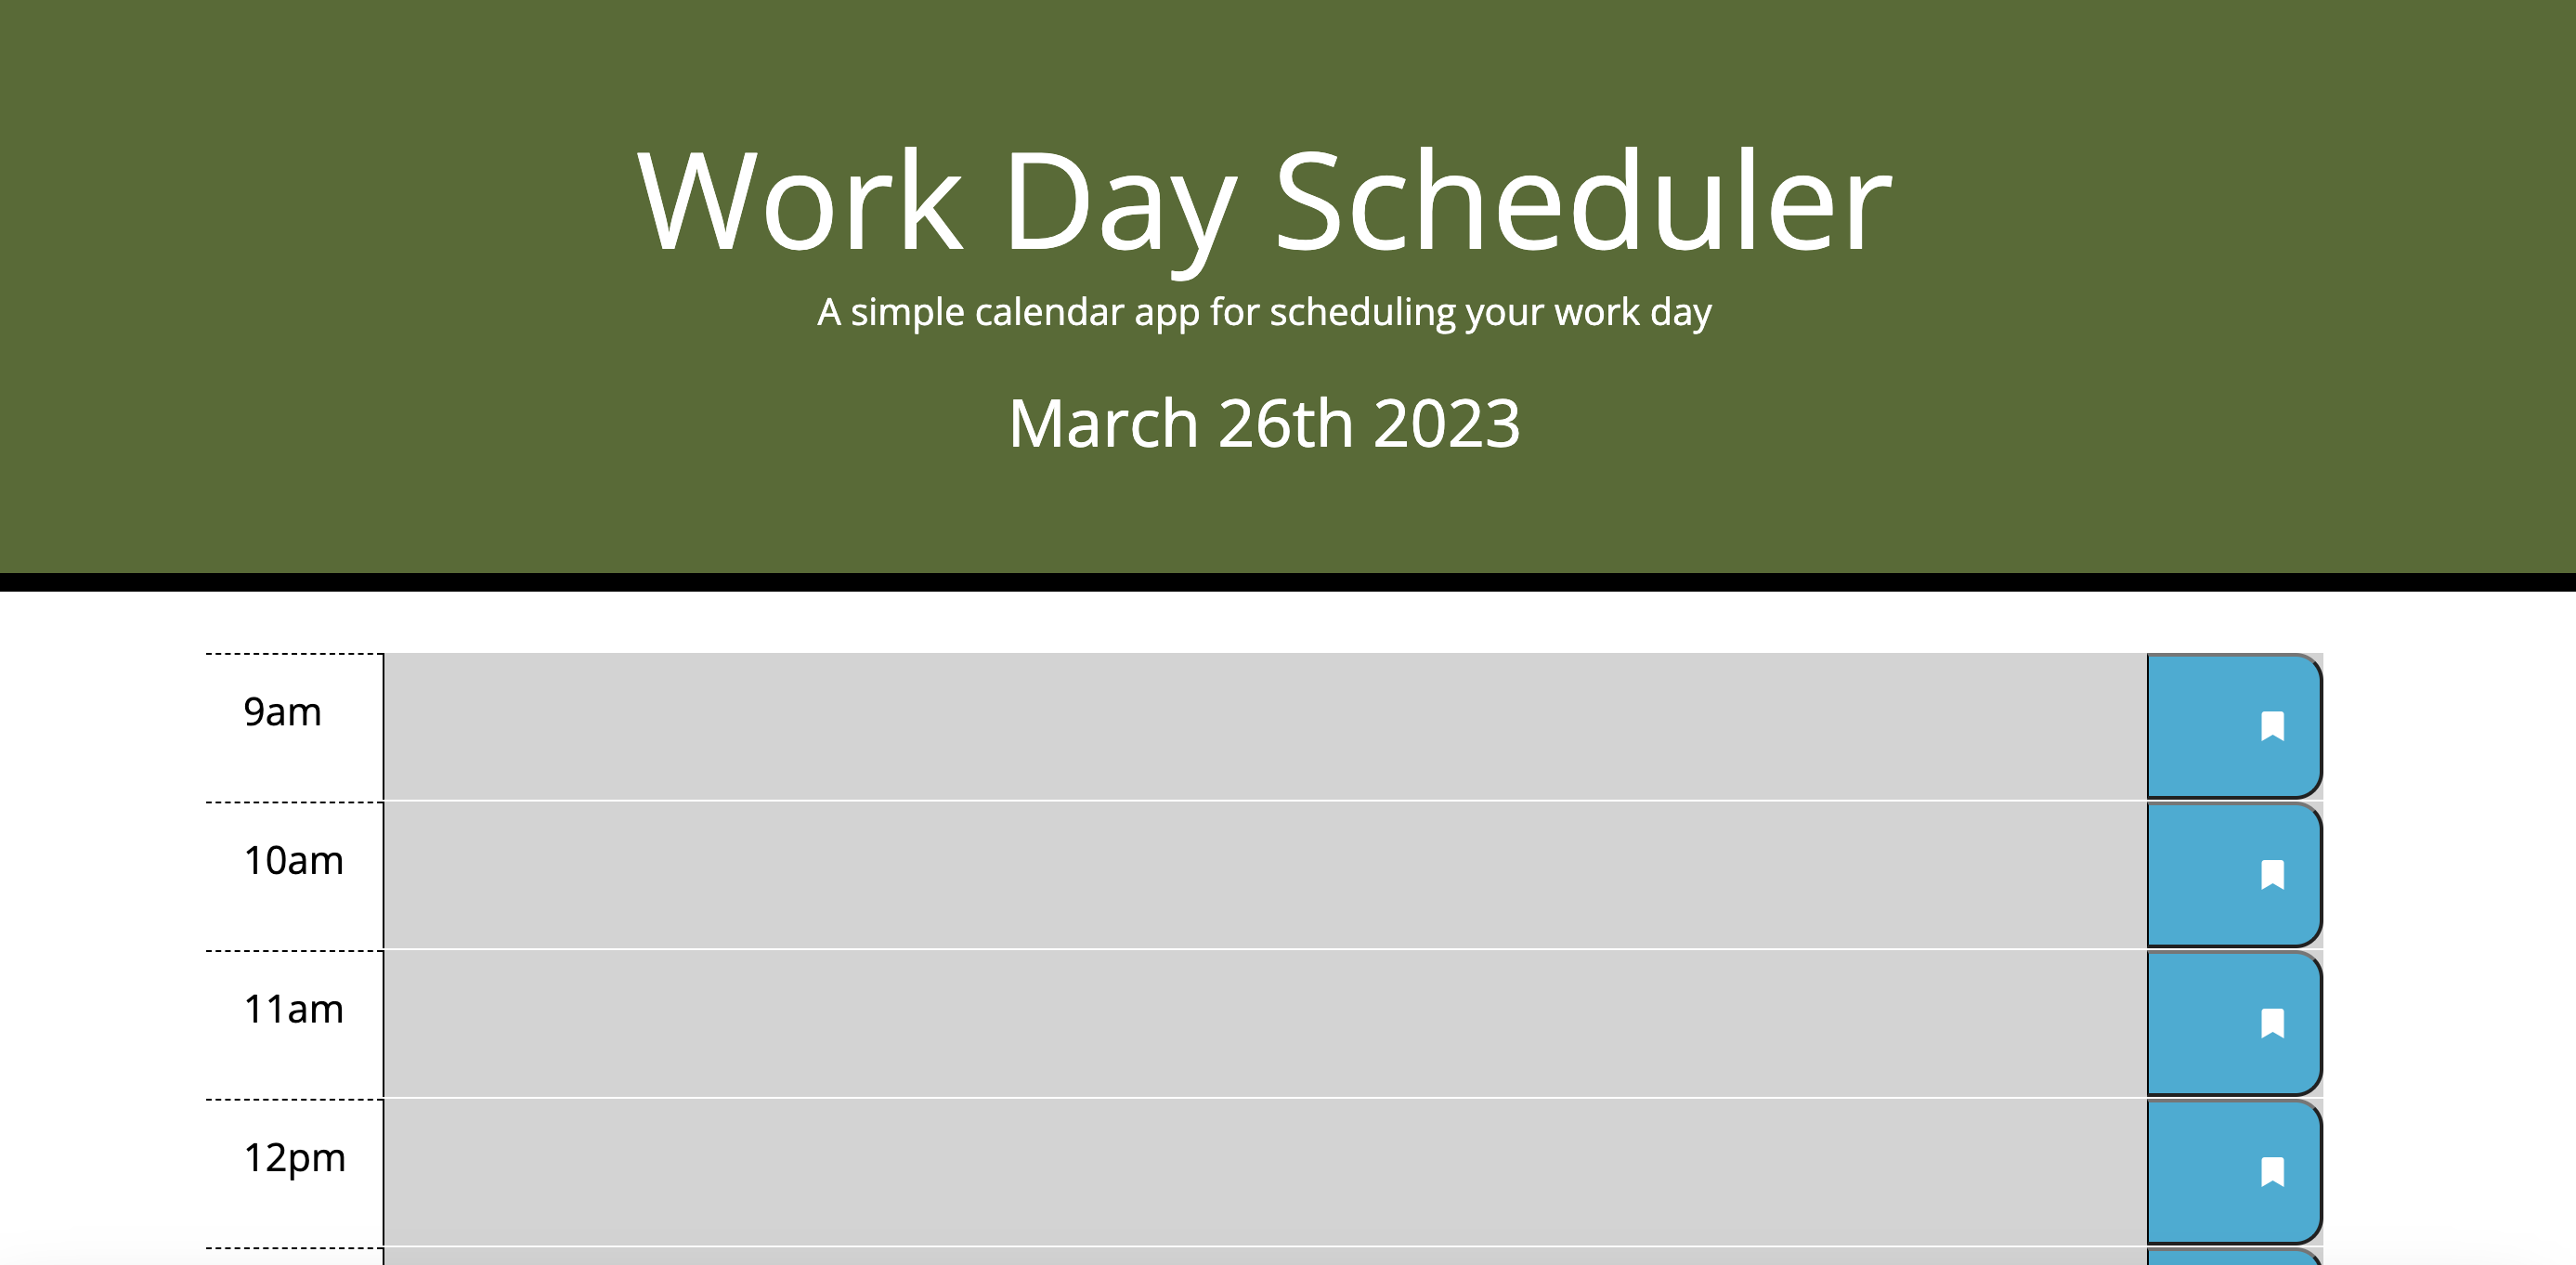 Work Day Scheduler
A simple calendar app for scheduling your work day
March 26th 2023
9am
10am
11am
12pm